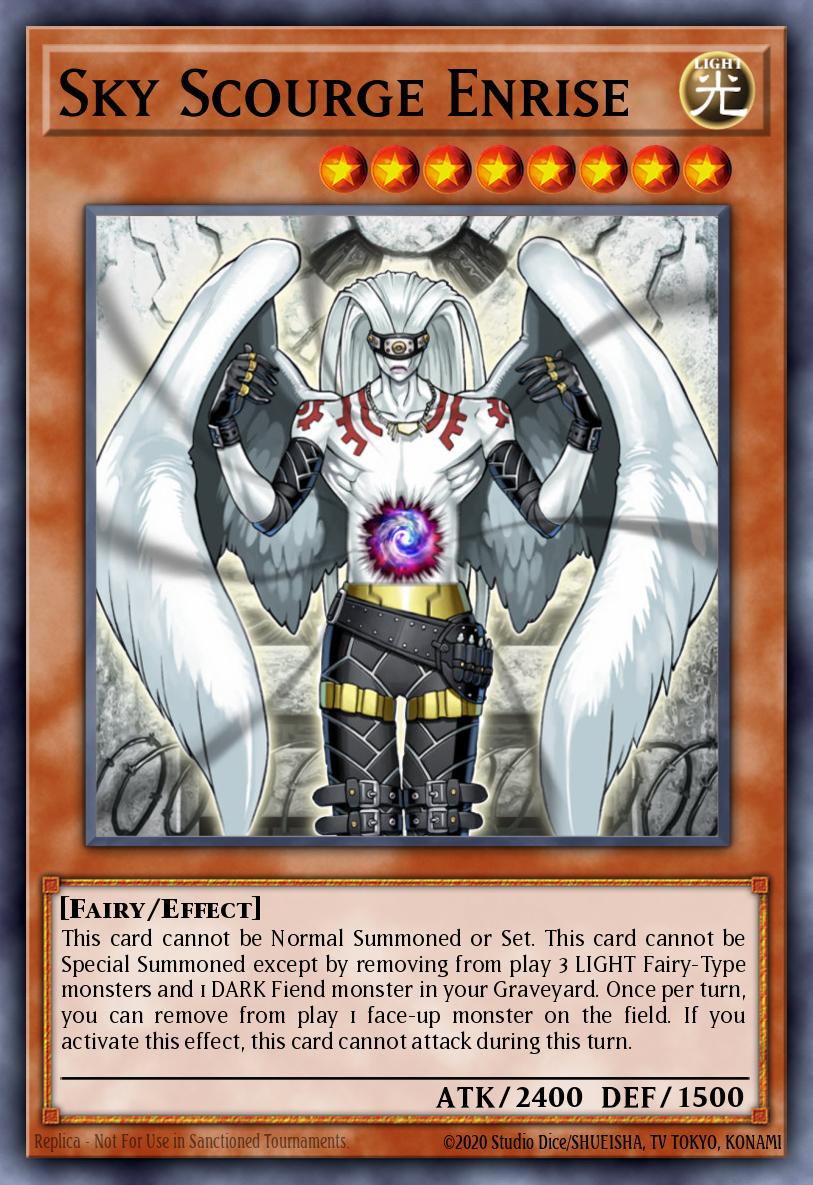 Sky Scourge Enrise
LIGHT
光
[Fairy/Effect]
This card cannot be Normal Summoned or Set. This card cannot be
Special Summoned except by removing from play 3 LIGHT Fairy-Type
monsters and 1 DARK Fiend monster in your Graveyard. Once per turn,
you can remove from play 1 face-up monster on the field. If you
activate this effect, this card cannot attack during this turn.
ATK/2400 DEF/1500
Replica - Not For Use in Sanctioned Tournaments.
©2020 Studio Dice/SHUEISHA, TV TOKYO, KONAMI